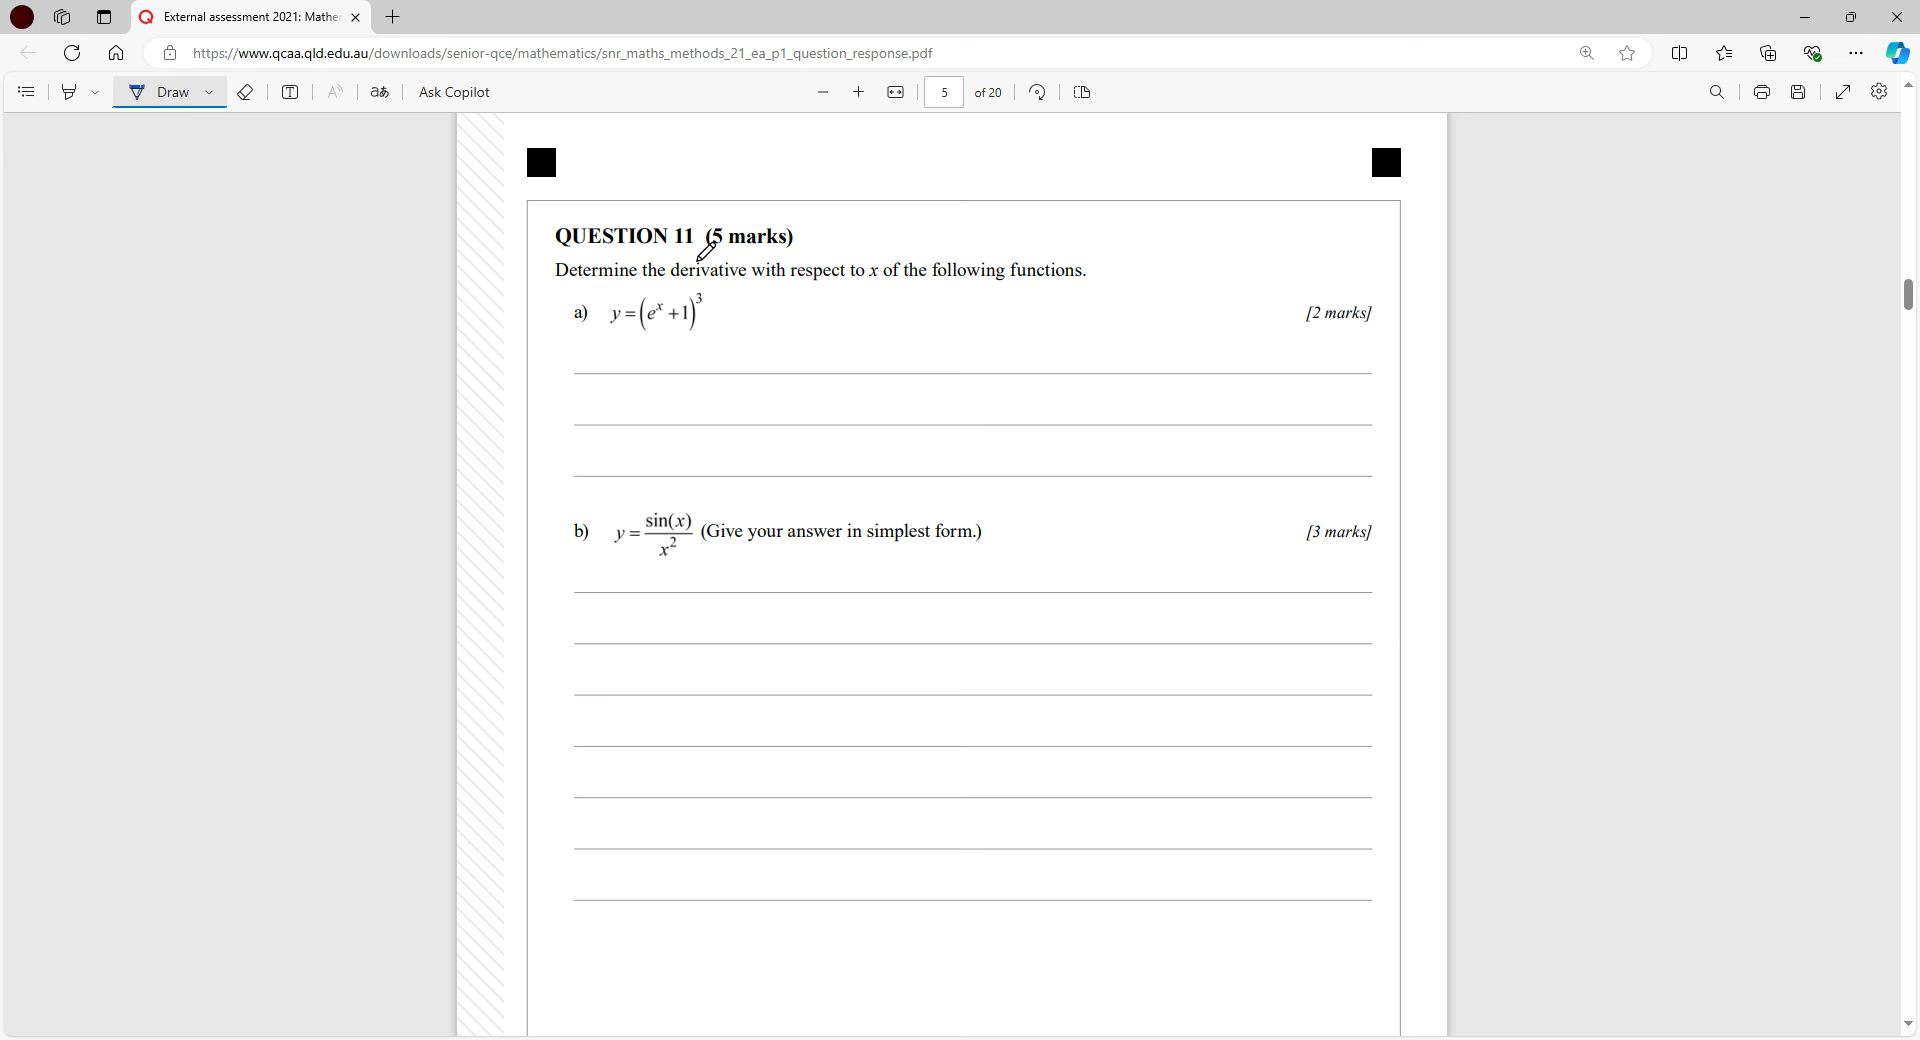 External assessment 2021: Mathe
https://www.qcaa.qld.edu.au/downloads/senior-qce/mathematics/snr_maths_methods_21_ea_p1_question_response.pdf
Draw
aあ
Ask Copilot
5 of 20
QUESTION 11 (5 marks)
Determine the derivative with respect to x of the following functions.
a) y = (e^x + 1)^3 [2 marks]
b) y = sin(x)/x^2 (Give your answer in simplest form.) [3 marks]